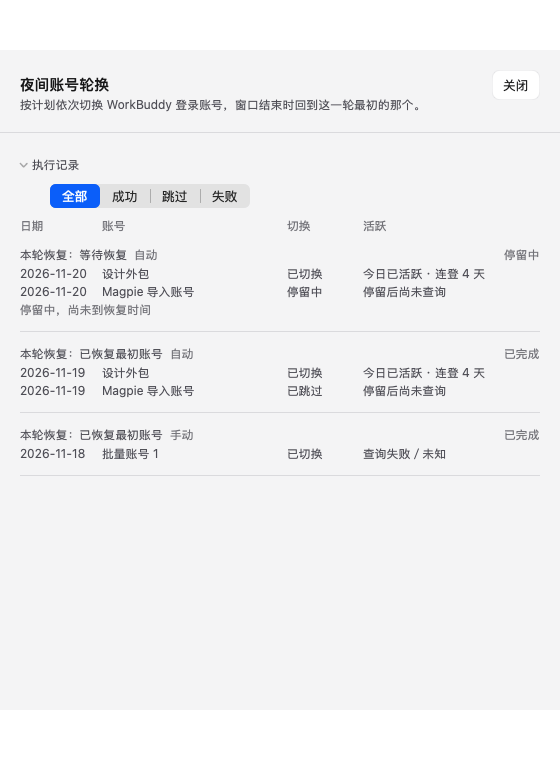 夜间账号轮换
关闭
按计划依次切换 WorkBuddy 登录账号，窗口结束时回到这一轮最初的那个。
执行记录
全部 成功 跳过 失败
日期 账号 切换 活跃
本轮恢复：等待恢复 自动 停留中
2026-11-20 设计外包 已切换 今日已活跃 · 连登 4 天
2026-11-20 Magpie 导入账号 停留中 停留后尚未查询
停留中，尚未到恢复时间
本轮恢复：已恢复最初账号 自动 已完成
2026-11-19 设计外包 已切换 今日已活跃 · 连登 4 天
2026-11-19 Magpie 导入账号 已跳过 停留后尚未查询
本轮恢复：已恢复最初账号 手动 已完成
2026-11-18 批量账号 1 已切换 查询失败 / 未知